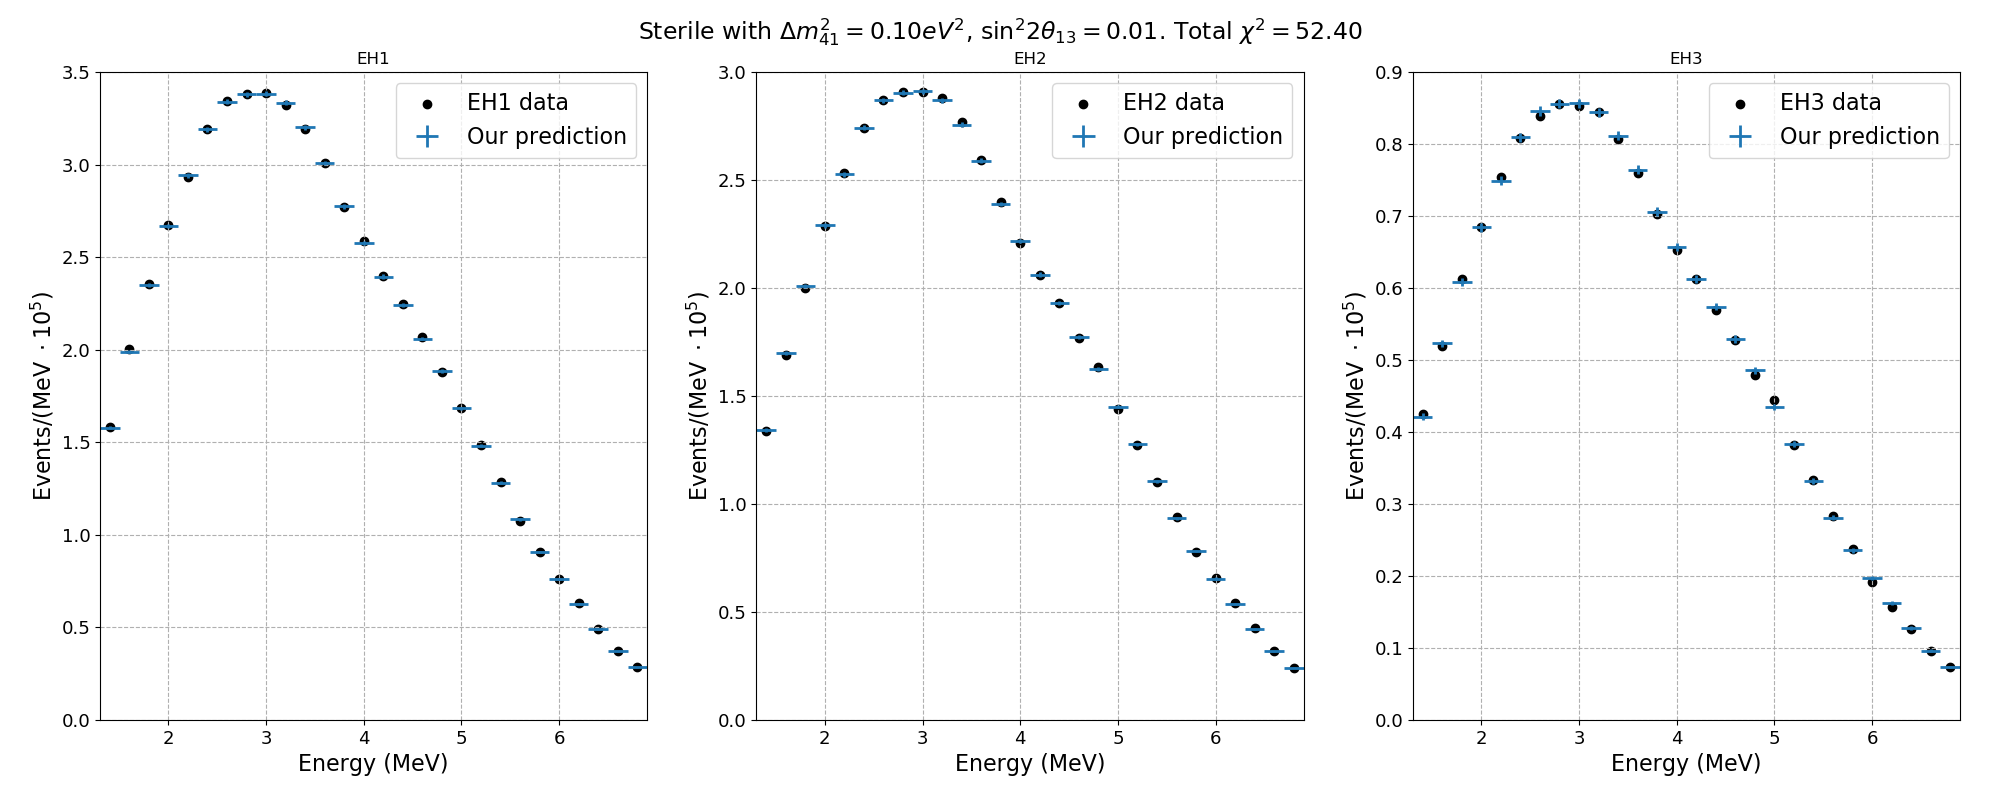 Sterile with Δm²₄₁ = 0.10eV², sin²2θ₁₃ = 0.01. Total χ² = 52.40
EH1
3.5
3.0
2.5
2.0
1.5
1.0
0.5
0.0
Events/(MeV · 10⁵)
2 3 4 5 6
Energy (MeV)
EH1 data
Our prediction
EH2
3.0
2.5
2.0
1.5
1.0
0.5
0.0
Events/(MeV · 10⁵)
2 3 4 5 6
Energy (MeV)
EH2 data
Our prediction
EH3
0.9
0.8
0.7
0.6
0.5
0.4
0.3
0.2
0.1
0.0
Events/(MeV · 10⁵)
2 3 4 5 6
Energy (MeV)
EH3 data
Our prediction